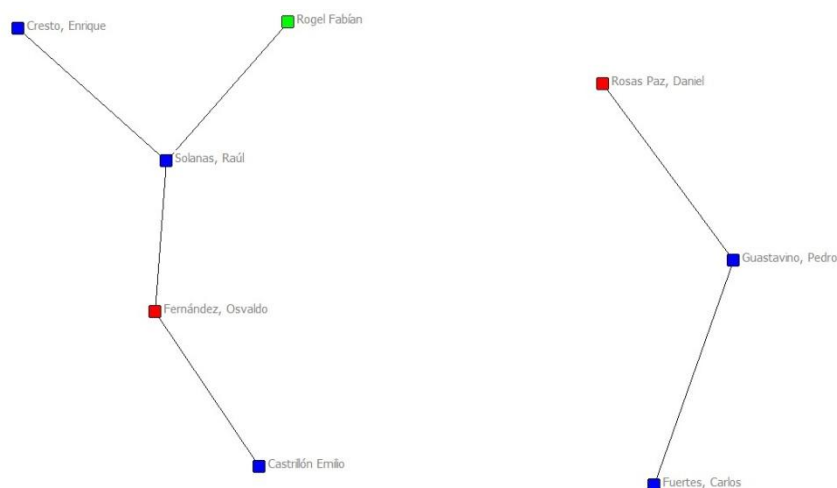 Cresto, Enrique
Rogel Fabían
Rosas Paz, Daniel
Solanas, Raúl
Guastavino, Pedro
Fernández, Osvaldo
Castrillón Emilio
Fuertes, Carlos